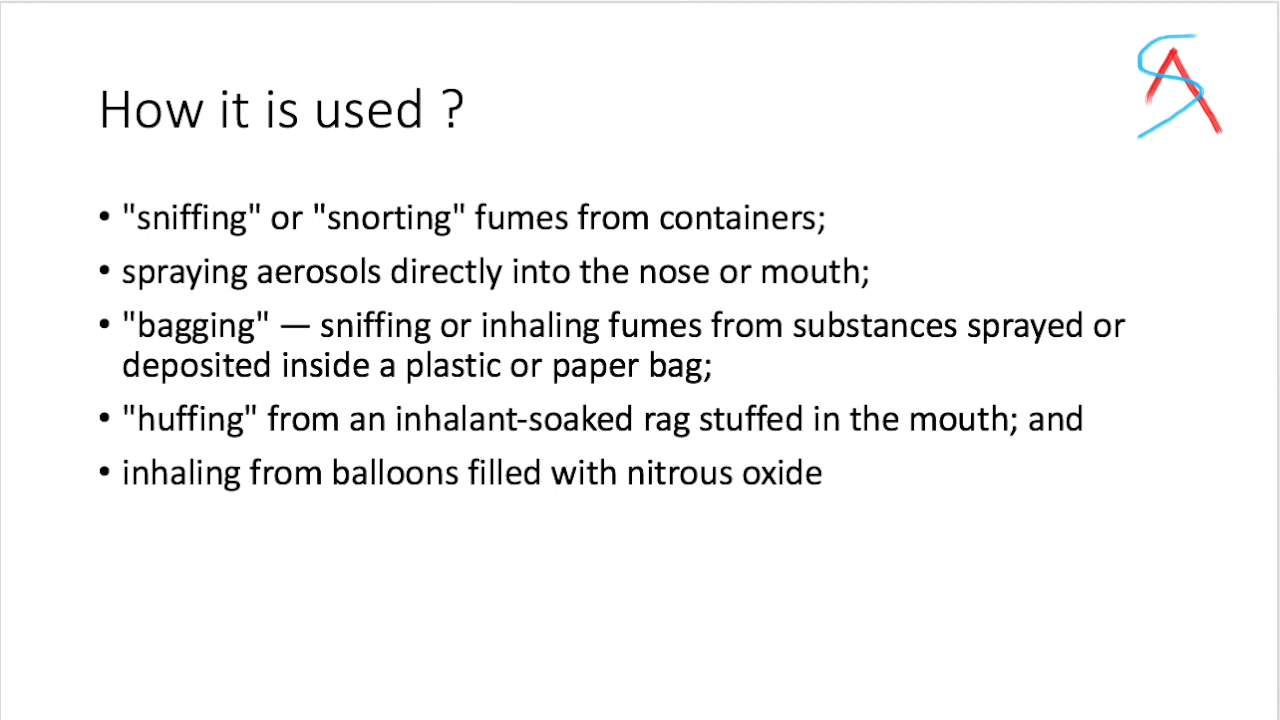 How it is used ?
SA
• "sniffing" or "snorting" fumes from containers;
• spraying aerosols directly into the nose or mouth;
• "bagging" — sniffing or inhaling fumes from substances sprayed or
deposited inside a plastic or paper bag;
• "huffing" from an inhalant-soaked rag stuffed in the mouth; and
• inhaling from balloons filled with nitrous oxide